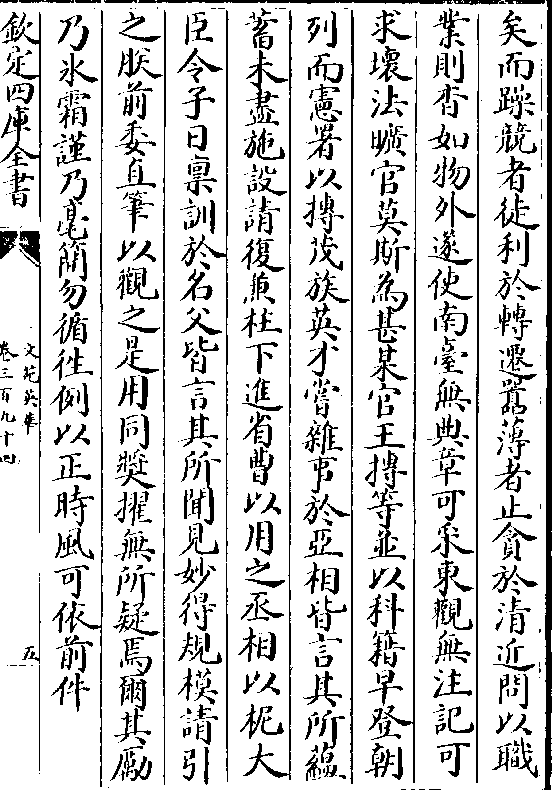 矣而躁競者徒利於轉遷囂薄者止貪於清近問以職
業則杳如物外遂使南臺無典章可采東觀無注記可
求壞法曠官莫斯為甚某官王摶等並以科籍早登朝
列而憲署以摶茂族英才嘗雜耑於亞相皆言其所蘊
蓄未盡施設請復兼柱下進省曹以用之丞相以柅大
臣令子日稟訓於名父皆言其所聞見妙得規模請引
之朕前委直筆以觀之是用同奬擢無所疑焉爾其勵
乃氷霜謹乃毫簡勿循徃例以正時風可依前件
欽定四庫全書
文苑英華
卷三百九十四
五